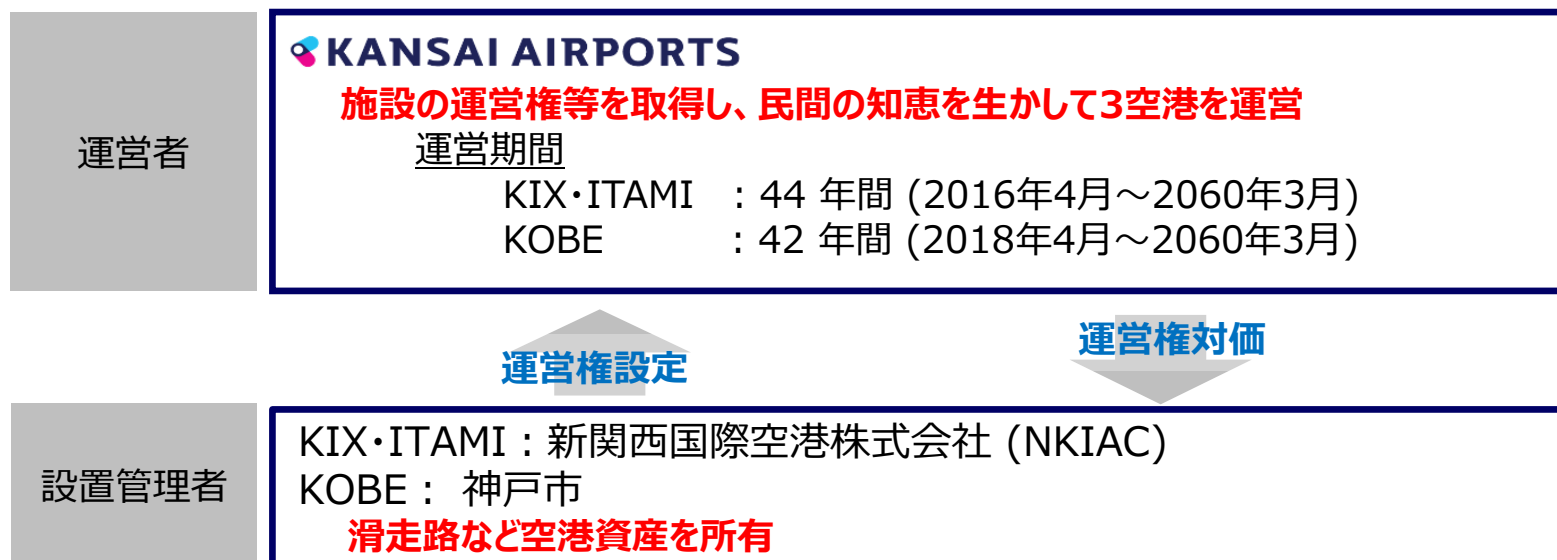 KANSAI AIRPORTS
施設の運営権等を取得し、民間の知恵を生かして3空港を運営
運営者
運営期間
KIX・ITAMI : 44 年間 (2016年4月～2060年3月)
KOBE : 42 年間 (2018年4月～2060年3月)
運営権設定
運営権対価
KIX・ITAMI : 新関西国際空港株式会社 (NKIAC)
設置管理者
KOBE : 神戸市
滑走路など空港資産を所有